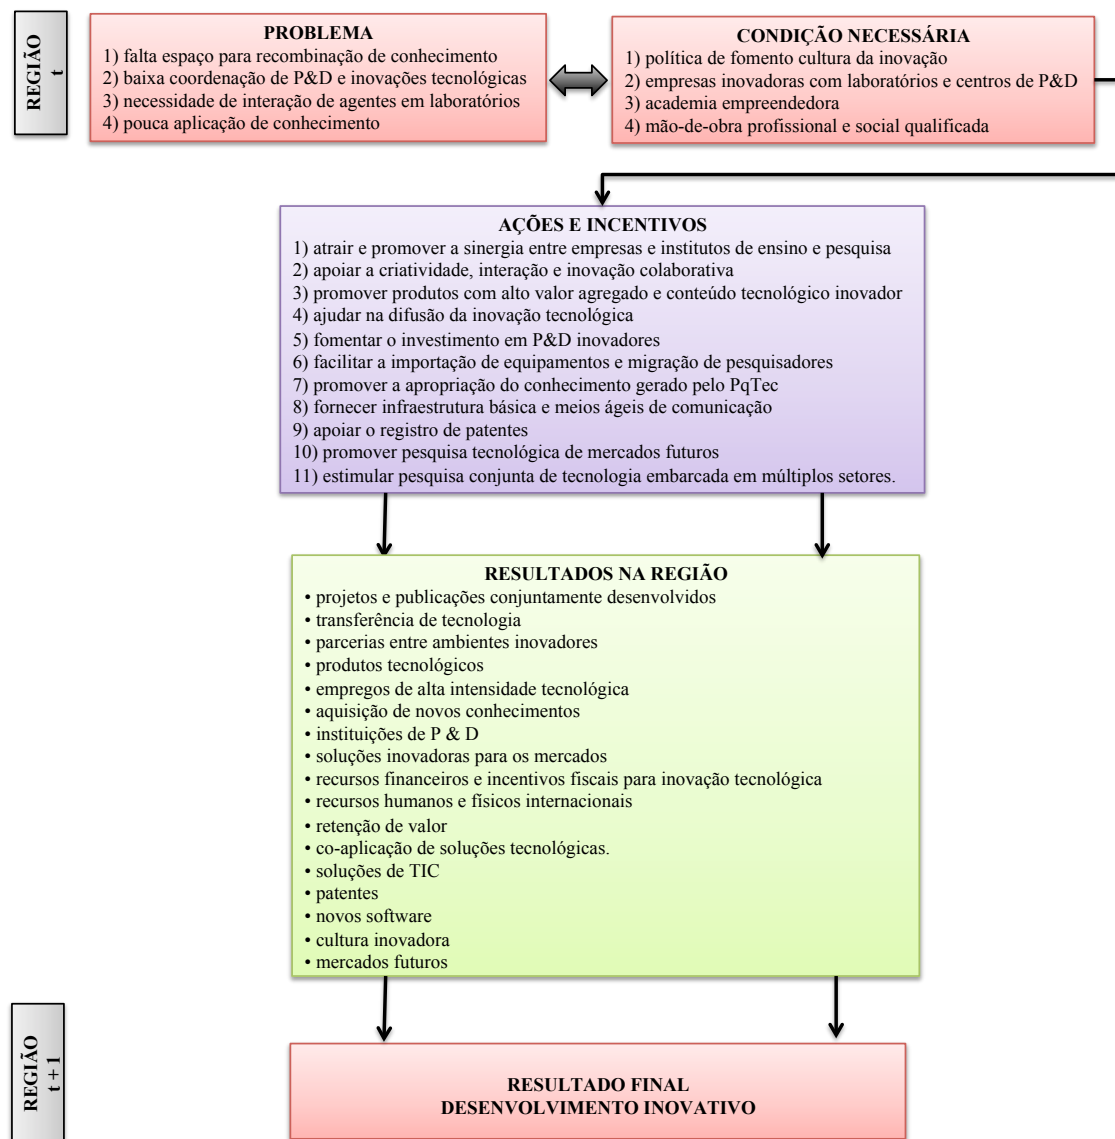 REGIÃO
t
PROBLEMA
1) falta espaço para recombinação de conhecimento
2) baixa coordenação de P&D e inovações tecnológicas
3) necessidade de interação de agentes em laboratórios
4) pouca aplicação de conhecimento
CONDIÇÃO NECESSÁRIA
1) política de fomento cultura da inovação
2) empresas inovadoras com laboratórios e centros de P&D
3) academia empreendedora
4) mão-de-obra profissional e social qualificada
AÇÕES E INCENTIVOS
1) atrair e promover a sinergia entre empresas e institutos de ensino e pesquisa
2) apoiar a criatividade, interação e inovação colaborativa
3) promover produtos com alto valor agregado e conteúdo tecnológico inovador
4) ajudar na difusão da inovação tecnológica
5) fomentar o investimento em P&D inovadores
6) facilitar a importação de equipamentos e migração de pesquisadores
7) promover a apropriação do conhecimento gerado pelo PqTec
8) fornecer infraestrutura básica e meios ágeis de comunicação
9) apoiar o registro de patentes
10) promover pesquisa tecnológica de mercados futuros
11) estimular pesquisa conjunta de tecnologia embarcada em múltiplos setores.
RESULTADOS NA REGIÃO
• projetos e publicações conjuntamente desenvolvidos
• transferência de tecnologia
• parcerias entre ambientes inovadores
• produtos tecnológicos
• empregos de alta intensidade tecnológica
• aquisição de novos conhecimentos
• instituições de P & D
• soluções inovadoras para os mercados
• recursos financeiros e incentivos fiscais para inovação tecnológica
• recursos humanos e físicos internacionais
• retenção de valor
• co-aplicação de soluções tecnológicas.
• soluções de TIC
• patentes
• novos software
• cultura inovadora
• mercados futuros
REGIÃO
t + 1
RESULTADO FINAL
DESENVOLVIMENTO INOVATIVO